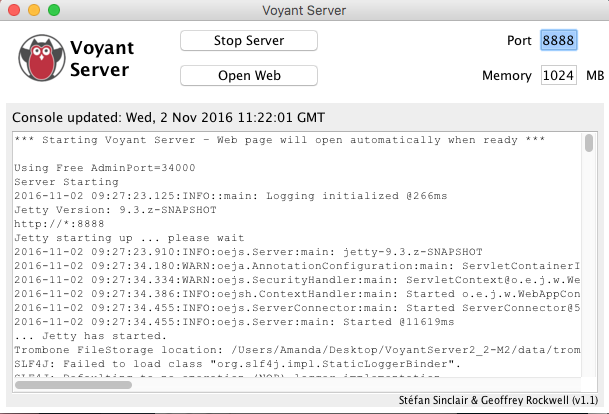 Voyant Server
Voyant
Server
Stop Server
Open Web
Port 8888
Memory 1024 MB
Console updated: Wed, 2 Nov 2016 11:22:01 GMT
*** Starting Voyant Server - Web page will open automatically when ready ***
Using Free AdminPort=34000
Server Starting
2016-11-02 09:27:23.125:INFO::main: Logging initialized @266ms
Jetty Version: 9.3.z-SNAPSHOT
http://*:8888
Jetty starting up ... please wait
2016-11-02 09:27:23.910:INFO:oejs.Server:main: jetty-9.3.z-SNAPSHOT
2016-11-02 09:27:34.180:WARN:oeja.AnnotationConfiguration:main: ServletContainerI
2016-11-02 09:27:34.334:WARN:oejs.SecurityHandler:main: ServletContext@o.e.j.w.We
2016-11-02 09:27:34.386:INFO:oejsh.ContextHandler:main: Started o.e.j.w.WebAppCon
2016-11-02 09:27:34.455:INFO:oejs.ServerConnector:main: Started ServerConnector@5
2016-11-02 09:27:34.455:INFO:oejs.Server:main: Started @11619ms
... Jetty has started.
Trombone FileStorage location: /Users/Amanda/Desktop/VoyantServer2_2-M2/data/trom
SLF4J: Failed to load class "org.slf4j.impl.StaticLoggerBinder".
SLF4J: Defaulting to no-operation (NOP) logger implementation
Stéfan Sinclair & Geoffrey Rockwell (v1.1)